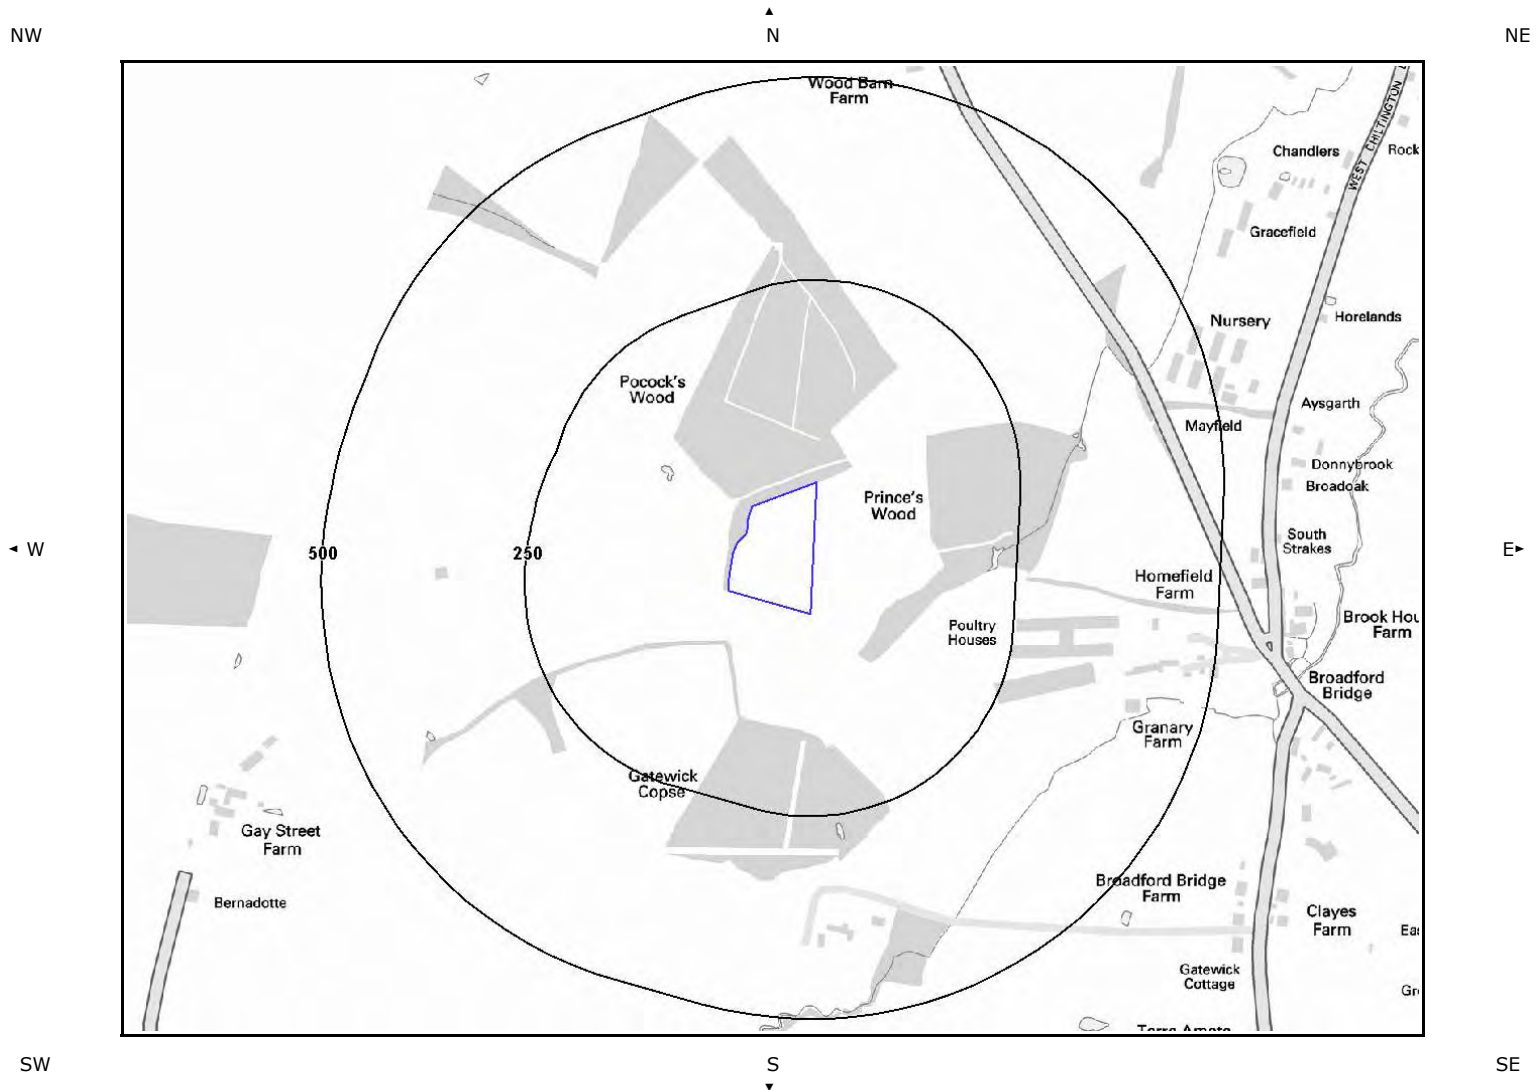 NW
N
NE
Wood Barn
Farm
WEST CHILTINGTON
Chandlers
Rock
Gracefield
Nursery
Horelands
Pocock's
Wood
Aysgarth
Mayfield
Donnybrook
Broadoak
Prince's
Wood
South
Strakes
W
500
250
E
Homefield
Farm
Poultry
Houses
Brook Hou
Farm
Broadford
Bridge
Granary
Farm
Gatewick
Copse
Gay Street
Farm
Bernadotte
Broadford Bridge
Farm
Clayes
Farm
Eas
Gatewick
Cottage
Gr
SW
S
SE